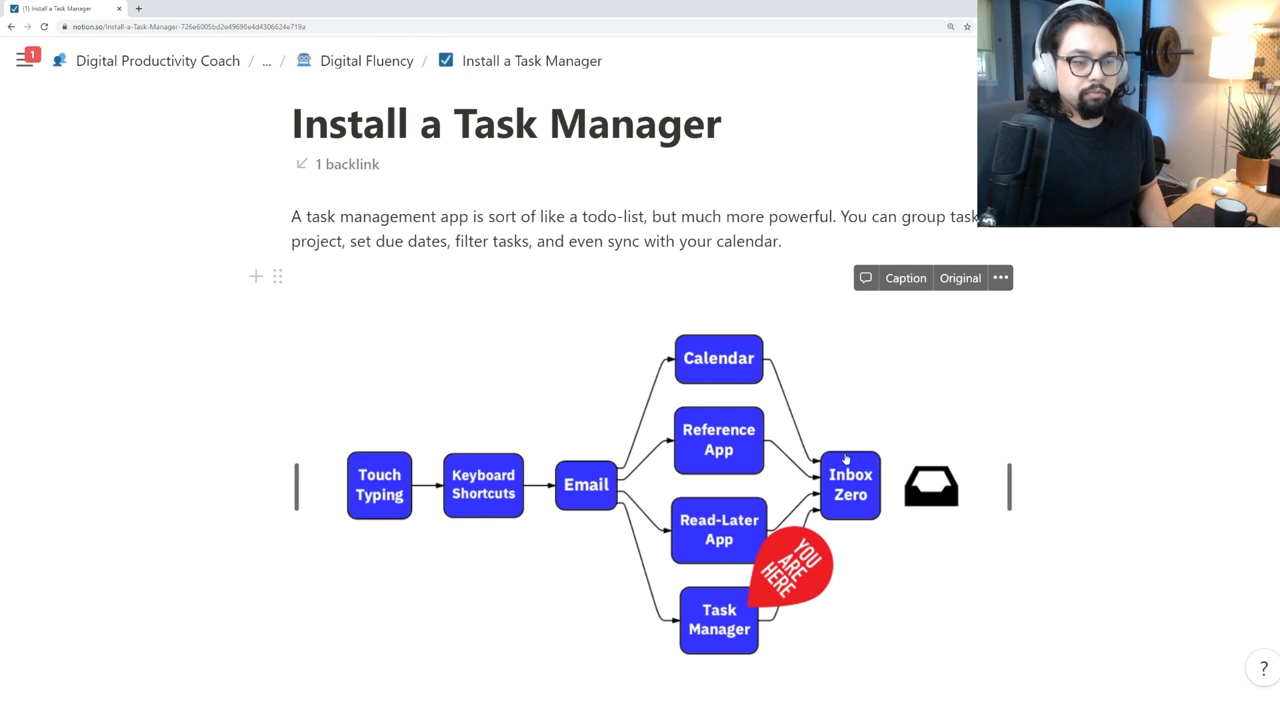 (1) Install a Task Manager
notion.so/Install-a-Task-Manager-726e6005bd2e49698e4d4306624e719a
1
Digital Productivity Coach / ... / Digital Fluency / Install a Task Manager
Install a Task Manager
1 backlink
A task management app is sort of like a todo-list, but much more powerful. You can group task
project, set due dates, filter tasks, and even sync with your calendar.
Caption Original
Calendar
Reference
App
Touch
Typing
Keyboard
Shortcuts
Email
Inbox
Zero
Read-Later
App
YOU
ARE
HERE
Task
Manager
?